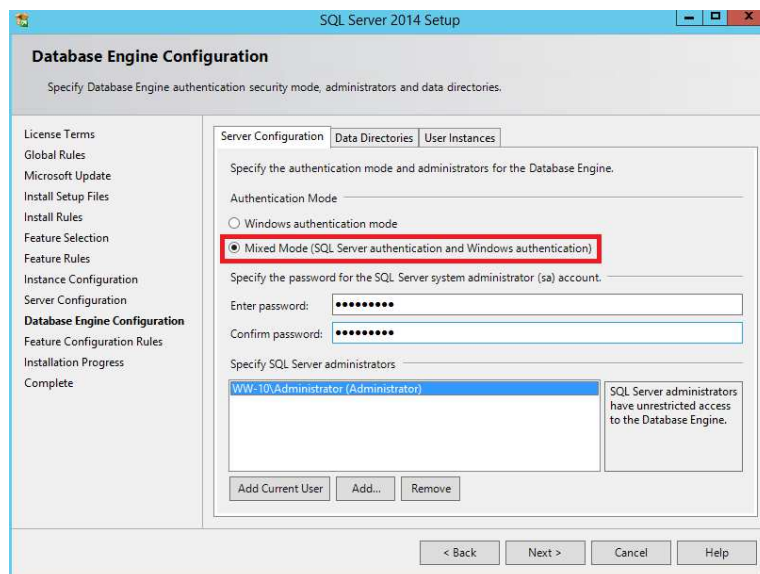 SQL Server 2014 Setup
Database Engine Configuration
Specify Database Engine authentication security mode, administrators and data directories.
License Terms
Global Rules
Microsoft Update
Install Setup Files
Install Rules
Feature Selection
Feature Rules
Instance Configuration
Server Configuration
Database Engine Configuration
Feature Configuration Rules
Installation Progress
Complete
Server Configuration Data Directories User Instances
Specify the authentication mode and administrators for the Database Engine.
Authentication Mode
Windows authentication mode
Mixed Mode (SQL Server authentication and Windows authentication)
Specify the password for the SQL Server system administrator (sa) account.
Enter password: ●●●●●●●●●
Confirm password: ●●●●●●●●●
Specify SQL Server administrators
WW-10\Administrator (Administrator)
SQL Server administrators
have unrestricted access
to the Database Engine.
Add Current User Add... Remove
< Back Next > Cancel Help